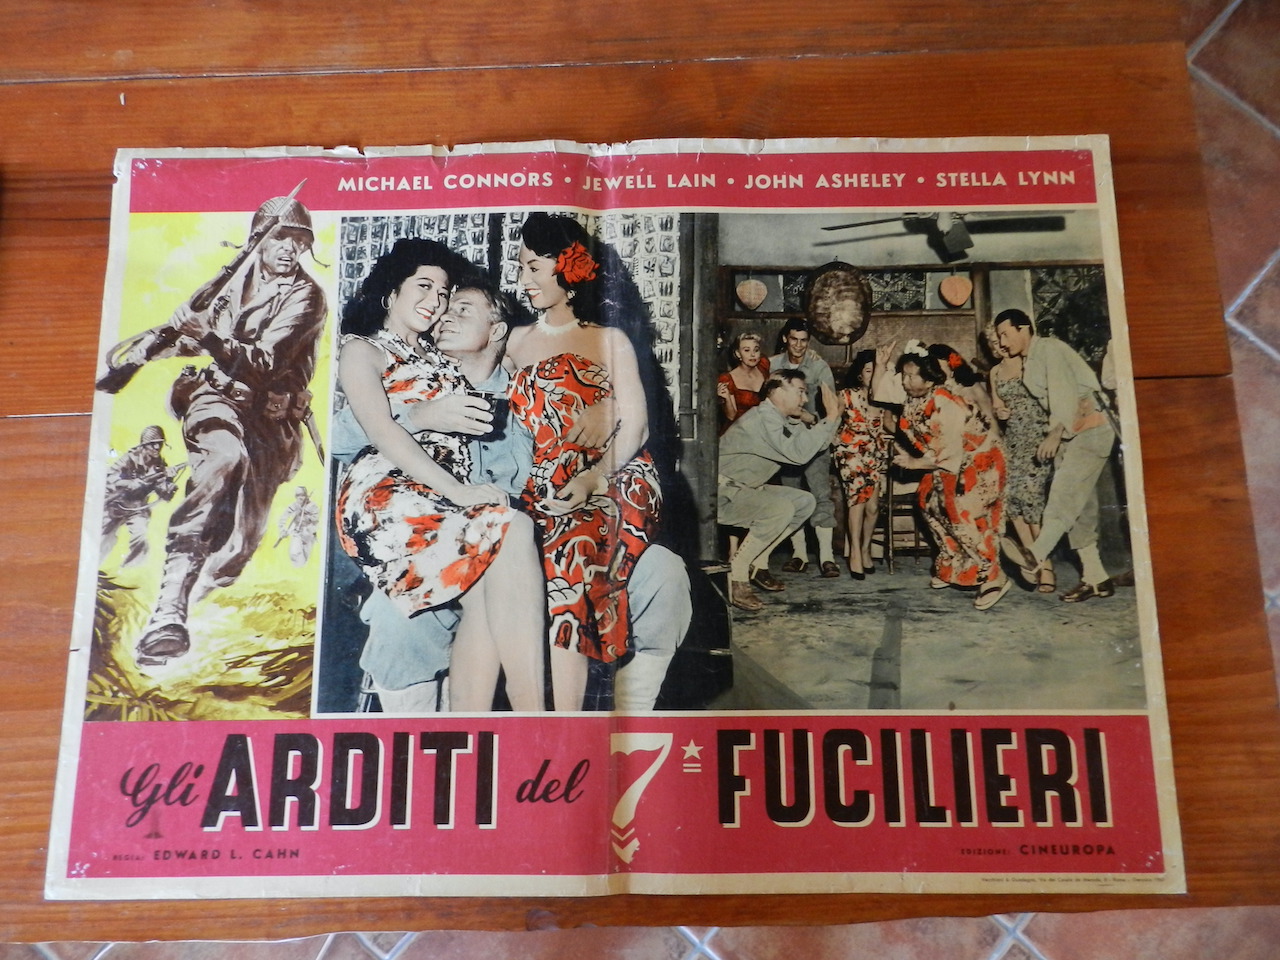 MICHAEL CONNORS • JEWELL LAIN • JOHN ASHELEY • STELLA LYNN
Gli ARDITI del 7° FUCILIERI
REGIA: EDWARD L. CAHN
EDIZIONE: CINEUROPA